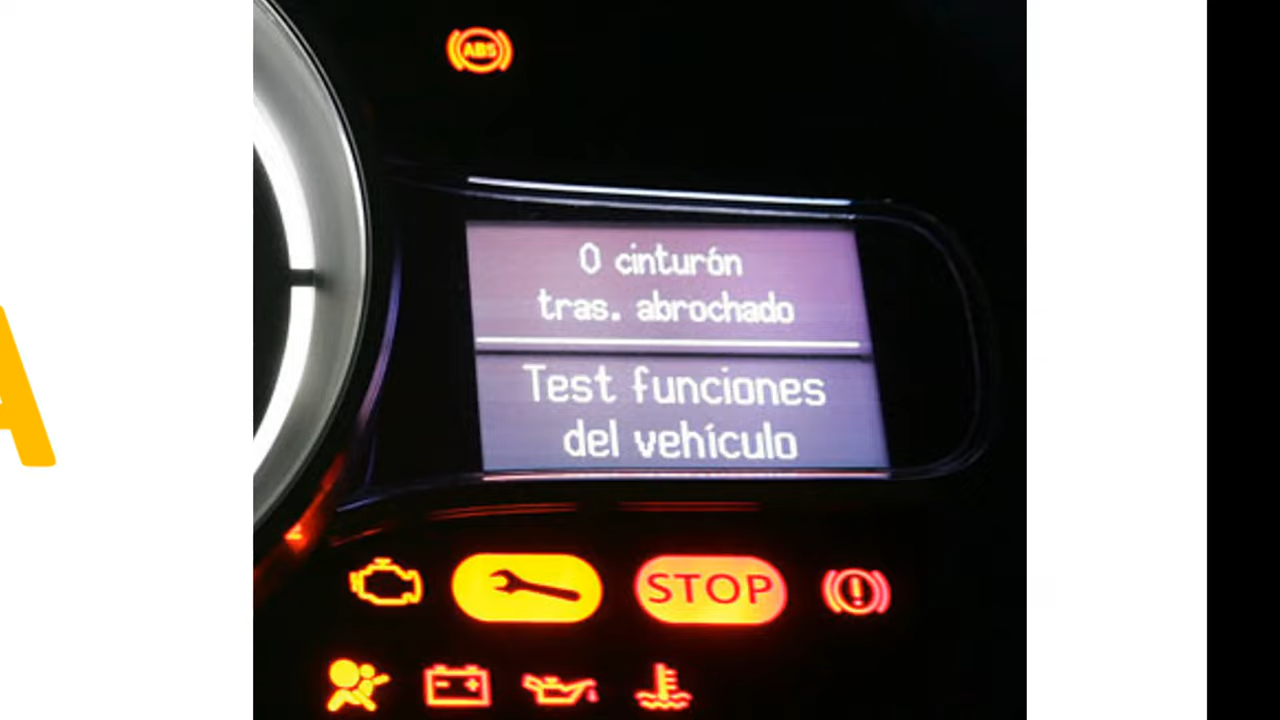 A
ABS
0 cinturón
tras. abrochado
Test funciones
del vehículo
STOP